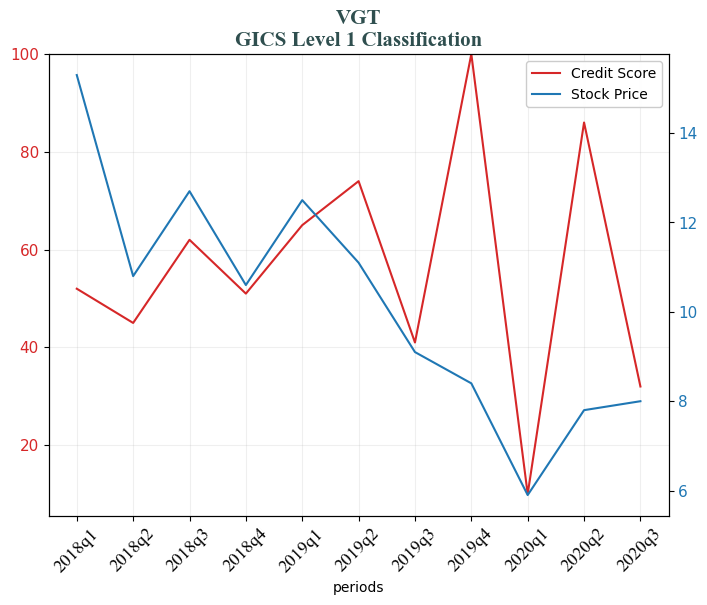 VGT
GICS Level 1 Classification
100
80
60
40
20
Credit Score
Stock Price
14
12
10
8
6
2018q1
2018q2
2018q3
2018q4
2019q1
2019q2
2019q3
2019q4
2020q1
2020q2
2020q3
periods